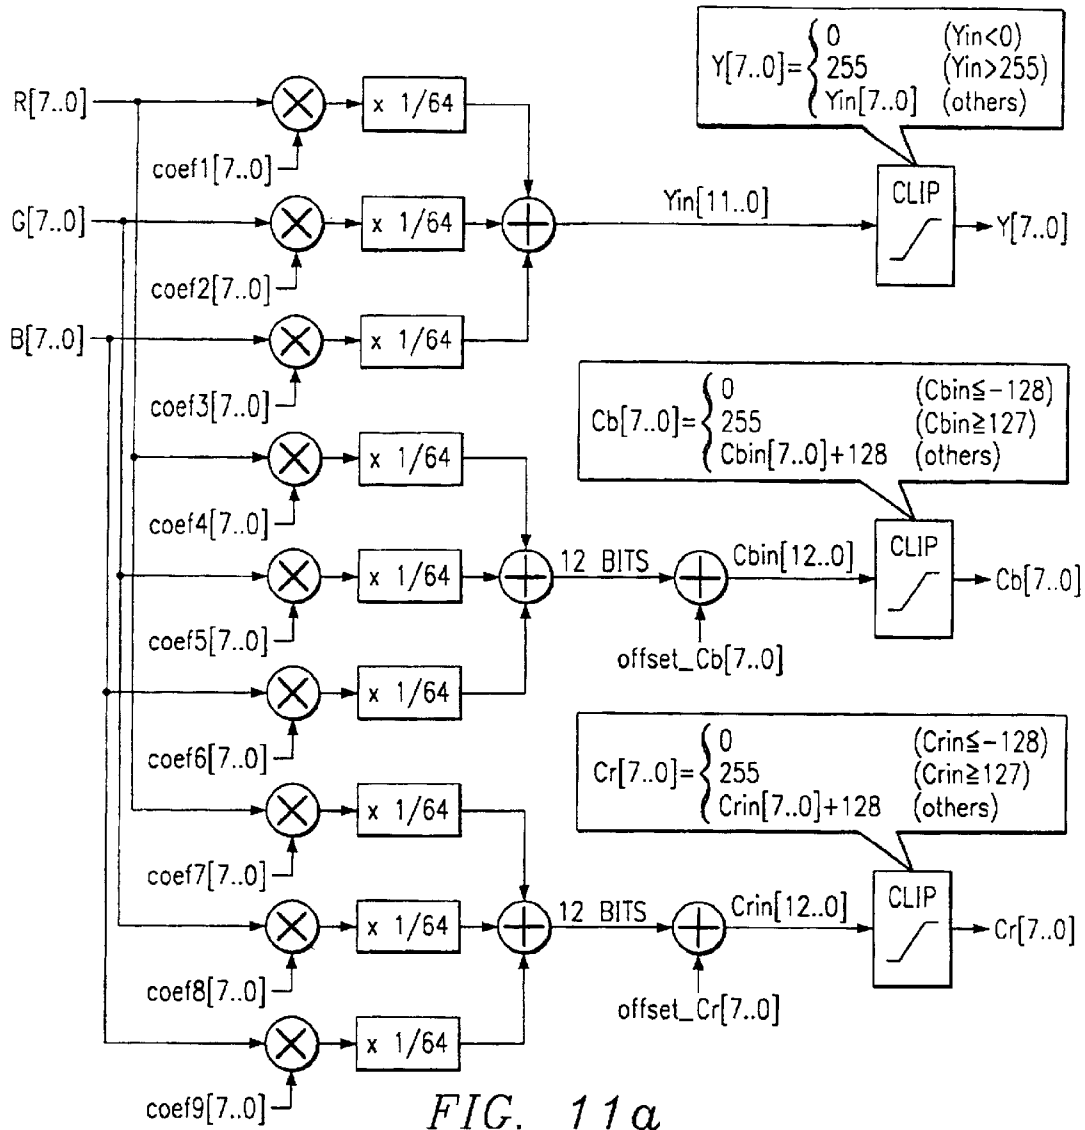 Y[7..0]= 0 (Yin<0)
255 (Yin>255)
Yin[7..0] (others)
R[7..0]
x 1/64
coef1[7..0]
CLIP
G[7..0]
x 1/64
Yin[11..0]
Y[7..0]
coef2[7..0]
B[7..0]
x 1/64
coef3[7..0]
Cb[7..0]= 0 (Cbin≦-128)
255 (Cbin≧127)
Cbin[7..0]+128 (others)
x 1/64
coef4[7..0]
CLIP
x 1/64
12 BITS
Cbin[12..0]
Cb[7..0]
coef5[7..0]
offset_Cb[7..0]
x 1/64
coef6[7..0]
Cr[7..0]= 0 (Crin≦-128)
255 (Crin≧127)
Crin[7..0]+128 (others)
x 1/64
coef7[7..0]
CLIP
x 1/64
12 BITS
Crin[12..0]
Cr[7..0]
coef8[7..0]
offset_Cr[7..0]
x 1/64
coef9[7..0]
FIG. 11a